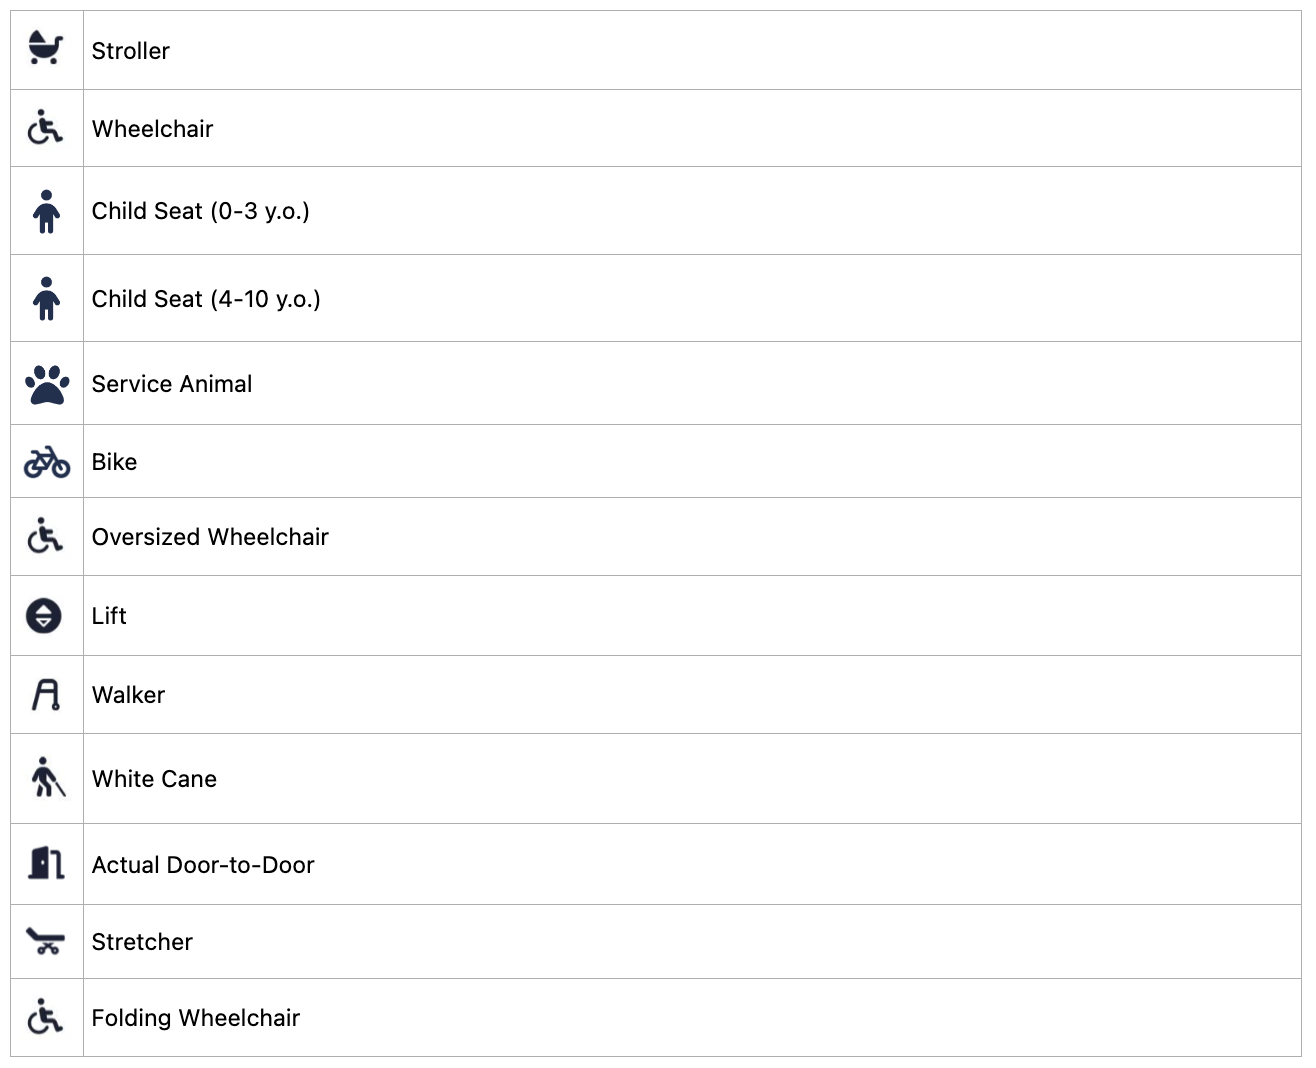 Stroller
Wheelchair
Child Seat (0-3 y.o.)
Child Seat (4-10 y.o.)
Service Animal
Bike
Oversized Wheelchair
Lift
Walker
White Cane
Actual Door-to-Door
Stretcher
Folding Wheelchair